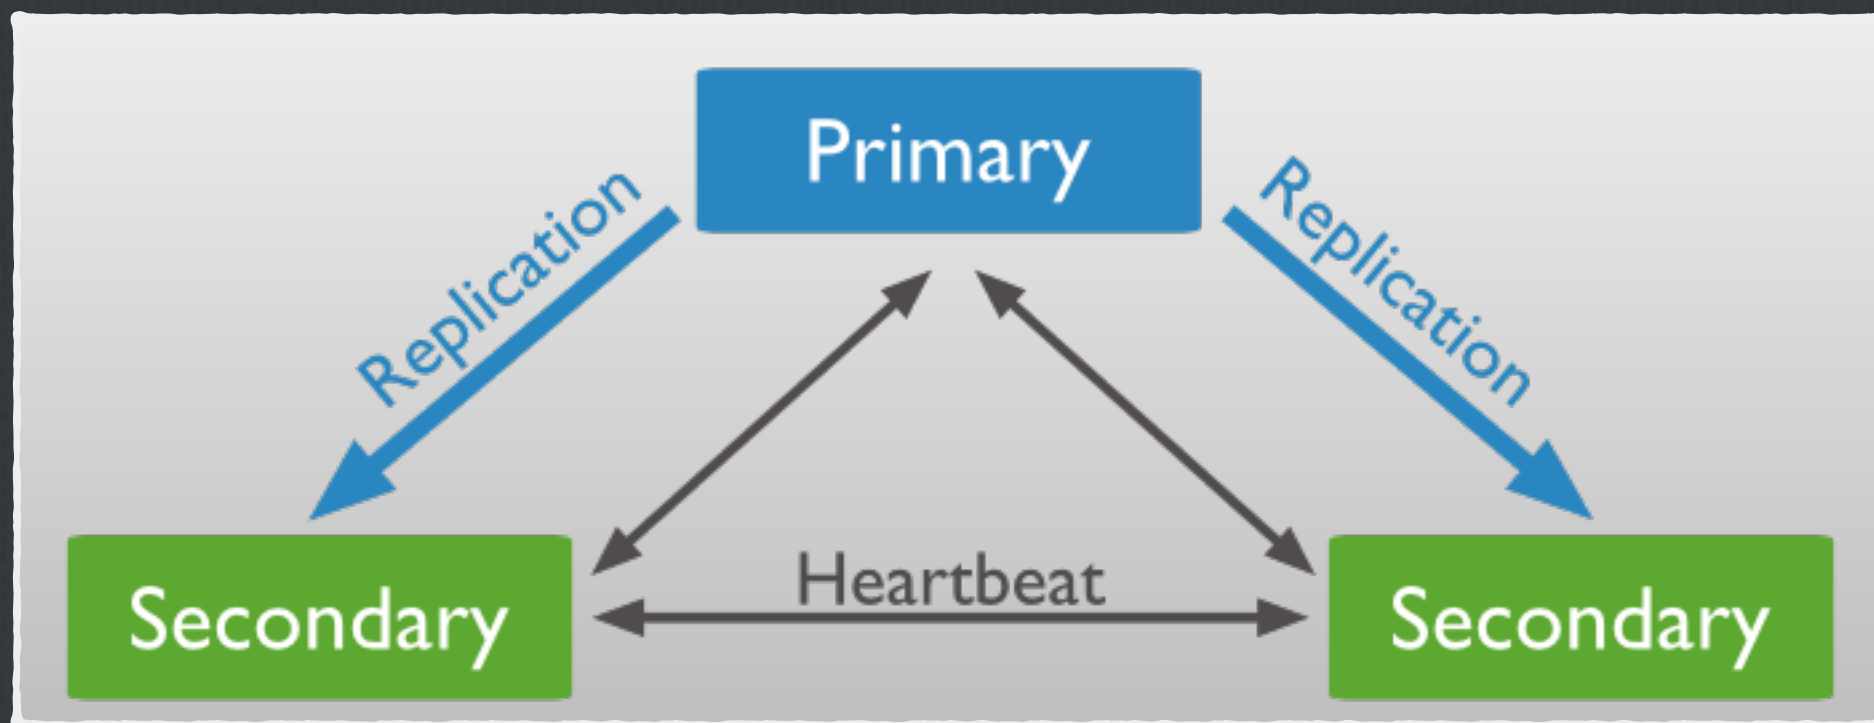 Primary
Replication
Replication
Heartbeat
Secondary
Secondary